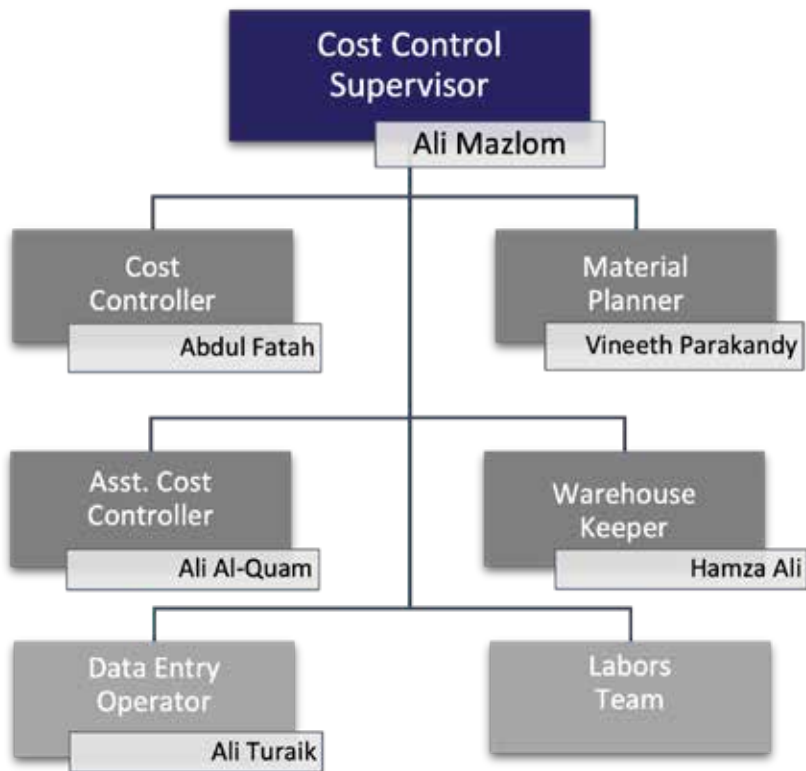 Cost Control
Supervisor
Ali Mazlom
Cost
Controller
Abdul Fatah
Material
Planner
Vineeth Parakandy
Asst. Cost
Controller
Ali Al-Quam
Warehouse
Keeper
Hamza Ali
Data Entry
Operator
Ali Turaik
Labors
Team